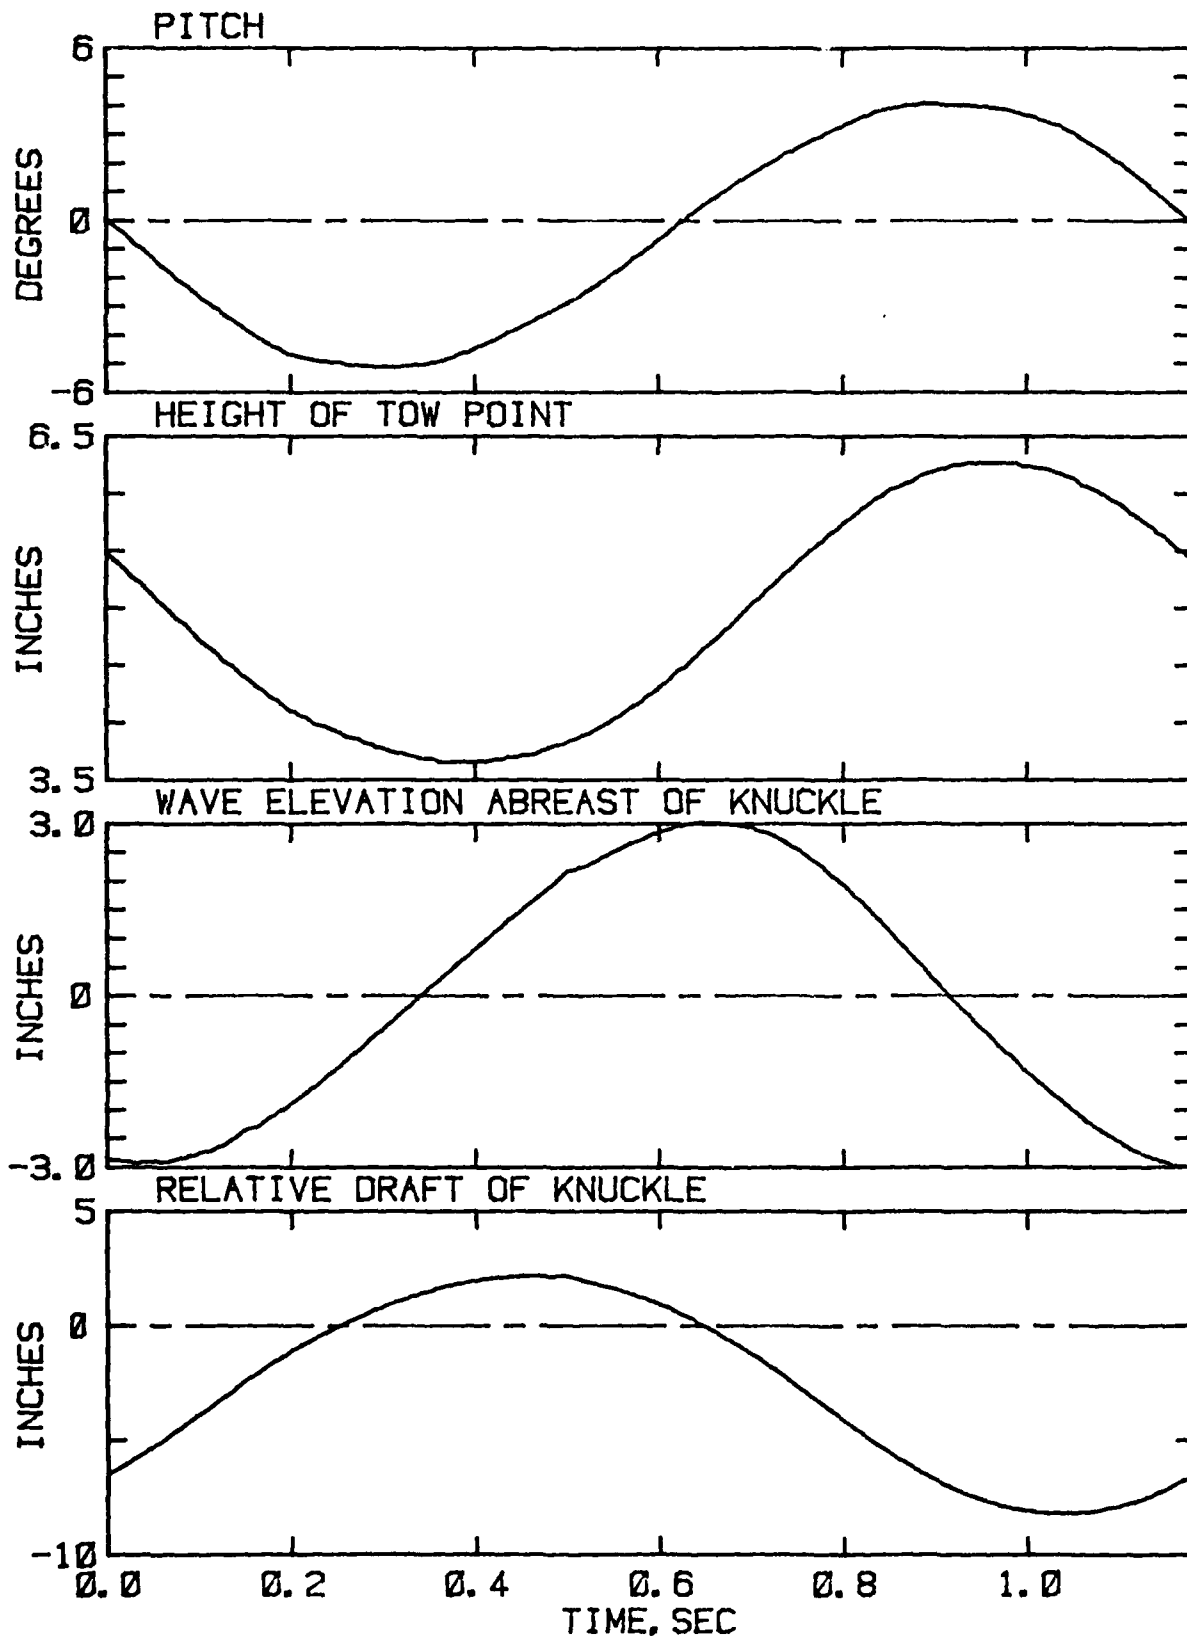 PITCH
6
DEGREES
0
-6
HEIGHT OF TOW POINT
6.5
INCHES
3.5
WAVE ELEVATION ABREAST OF KNUCKLE
3.0
INCHES
0
-3.0
RELATIVE DRAFT OF KNUCKLE
5
0
INCHES
-10
0.0 0.2 0.4 0.6 0.8 1.0
TIME, SEC